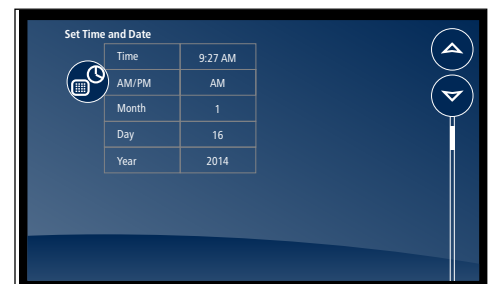 Set Time and Date
Time 9:27 AM
AM/PM AM
Month 1
Day 16
Year 2014